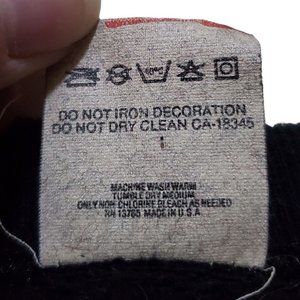 DO NOT IRON DECORATION
DO NOT DRY CLEAN CA-18345
MACHINE WASH WARM
TUMBLE DRY MEDIUM
ONLY NON-CHLORINE BLEACH AS NEEDED
RN 13765 MADE IN U.S.A